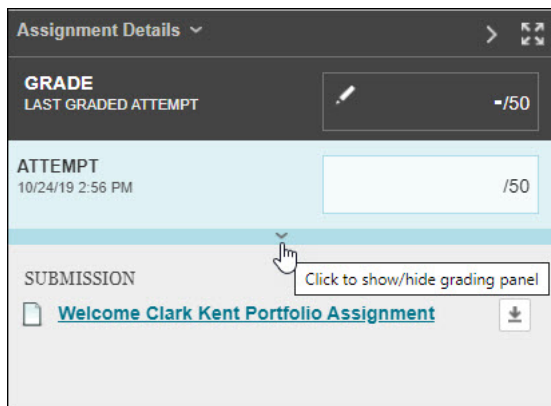 Assignment Details
GRADE
LAST GRADED ATTEMPT
-/50
ATTEMPT
10/24/19 2:56 PM
/50
Click to show/hide grading panel
SUBMISSION
Welcome Clark Kent Portfolio Assignment